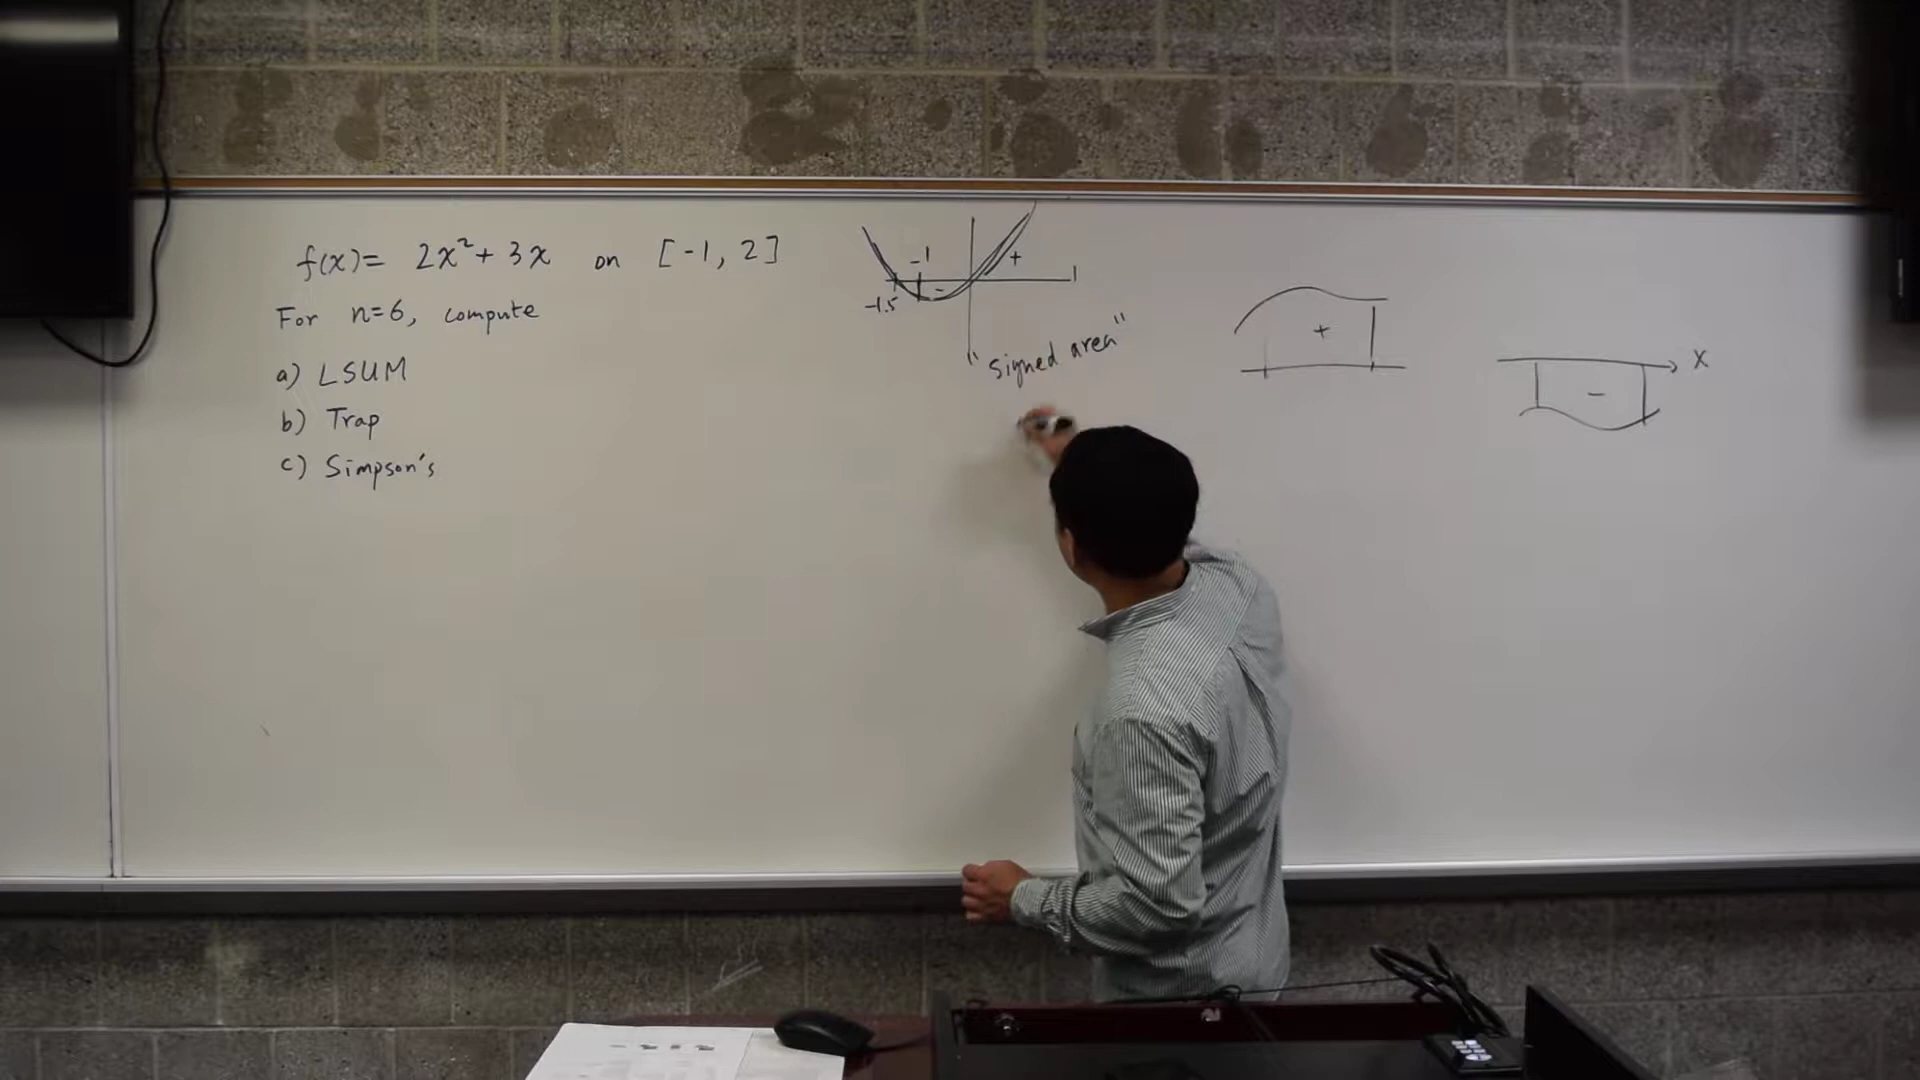 f(x)= 2x²+ 3x on [-1, 2]
For n=6, compute
a) LSUM
b) Trap
c) Simpson's
-1
+
-
-1.5
"signed area"
+
-
x